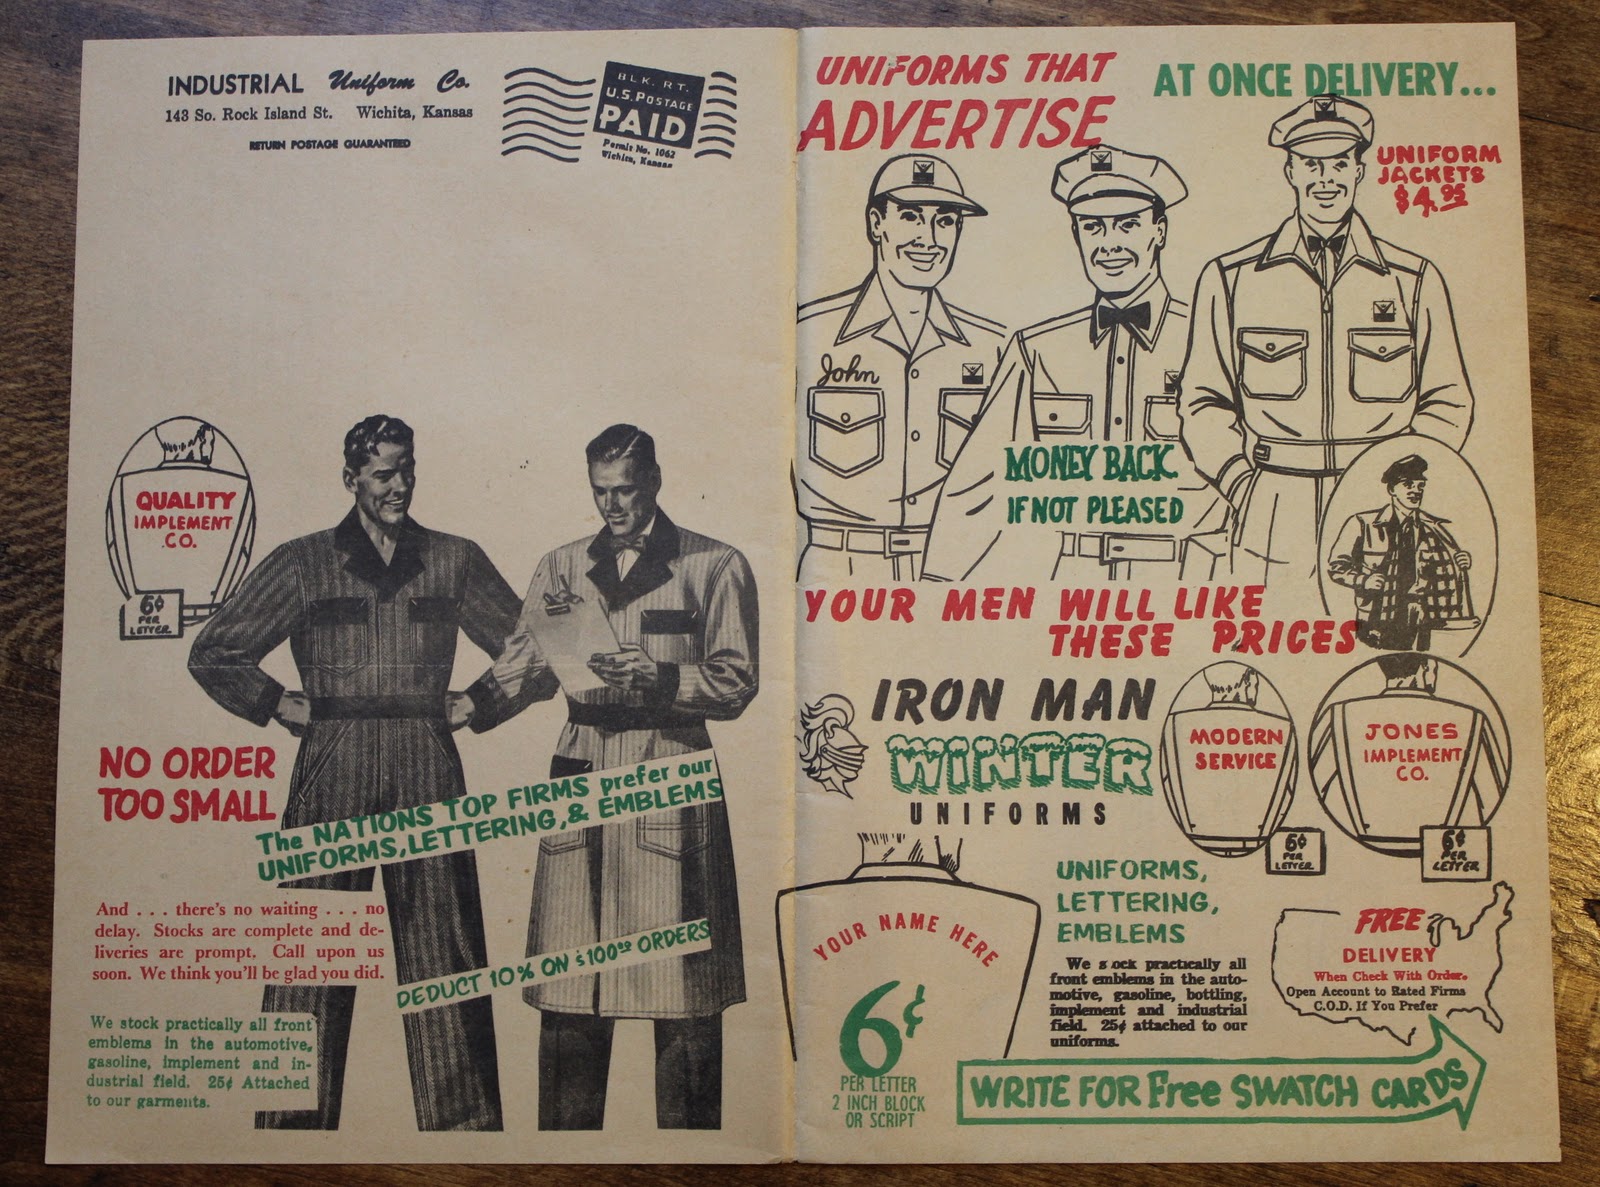 INDUSTRIAL Uniform Co.
143 So. Rock Island St. Wichita, Kansas
RETURN POSTAGE GUARANTEED
BLK. RT.
U.S. POSTAGE
PAID
Permit No. 1062
Wichita, Kansas
QUALITY
IMPLEMENT
CO.
6¢
PER
LETTER
NO ORDER
TOO SMALL
The NATIONS TOP FIRMS prefer our
UNIFORMS, LETTERING, & EMBLEMS
And . . . there's no waiting . . . no
delay. Stocks are complete and de-
liveries are prompt. Call upon us
soon. We think you'll be glad you did.
DEDUCT 10% ON $100.00 ORDERS
We stock practically all front
emblems in the automotive,
gasoline, implement and in-
dustrial field. 25¢ Attached
to our garments.
UNIFORMS THAT
ADVERTISE
AT ONCE DELIVERY...
UNIFORM
JACKETS
$4.95
John
MONEY BACK
IF NOT PLEASED
YOUR MEN WILL LIKE
THESE PRICES
IRON MAN
WINTER
UNIFORMS
MODERN
SERVICE
6¢
PER
LETTER
JONES
IMPLEMENT
CO.
6¢
PER
LETTER
YOUR NAME HERE
6¢
PER LETTER
2 INCH BLOCK
OR SCRIPT
UNIFORMS,
LETTERING,
EMBLEMS
We s ock practically all
front emblems in the auto-
motive, gasoline, bottling,
implement and industrial
field. 25¢ attached to our
uniforms.
FREE
DELIVERY
When Check With Order.
Open Account to Rated Firms
C.O.D. If You Prefer
WRITE FOR Free SWATCH CARDS